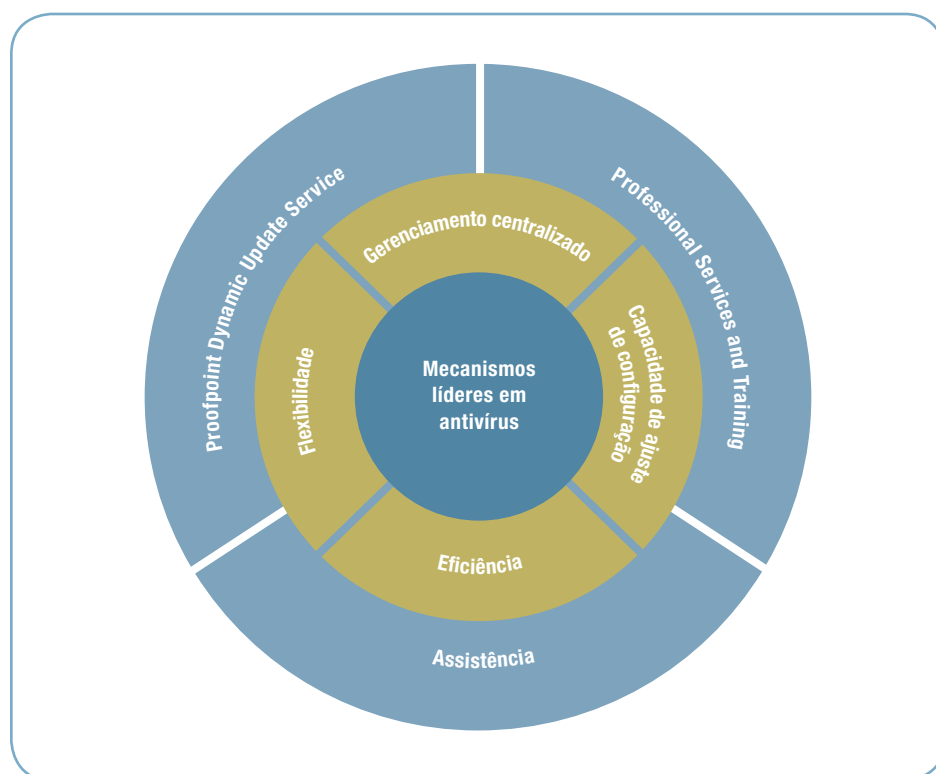 Proofpoint Dynamic Update Service
Professional Services and Training
Gerenciamento centralizado
Flexibilidade
Mecanismos
líderes em
antivírus
Capacidade de ajuste
de configuração
Eficiência
Assistência